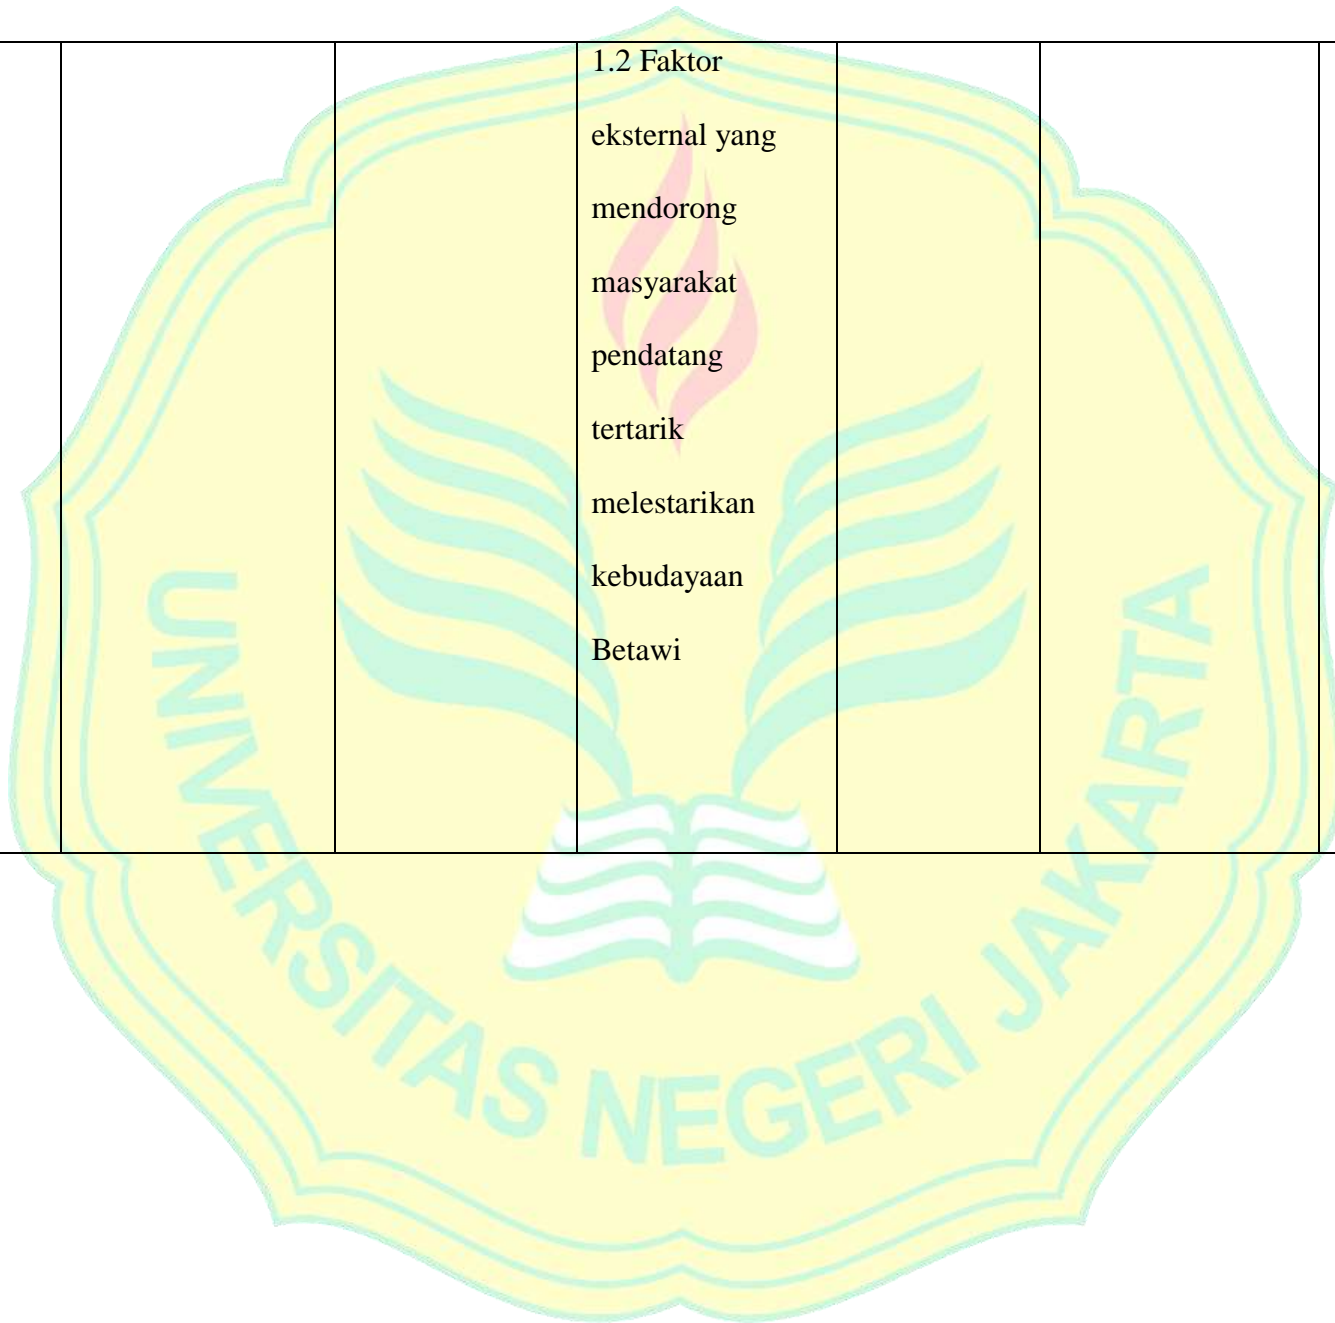 1.2 Faktor
eksternal yang
mendorong
masyarakat
pendatang
tertarik
melestarikan
kebudayaan
Betawi
UNIVERSITAS NEGERI JAKARTA